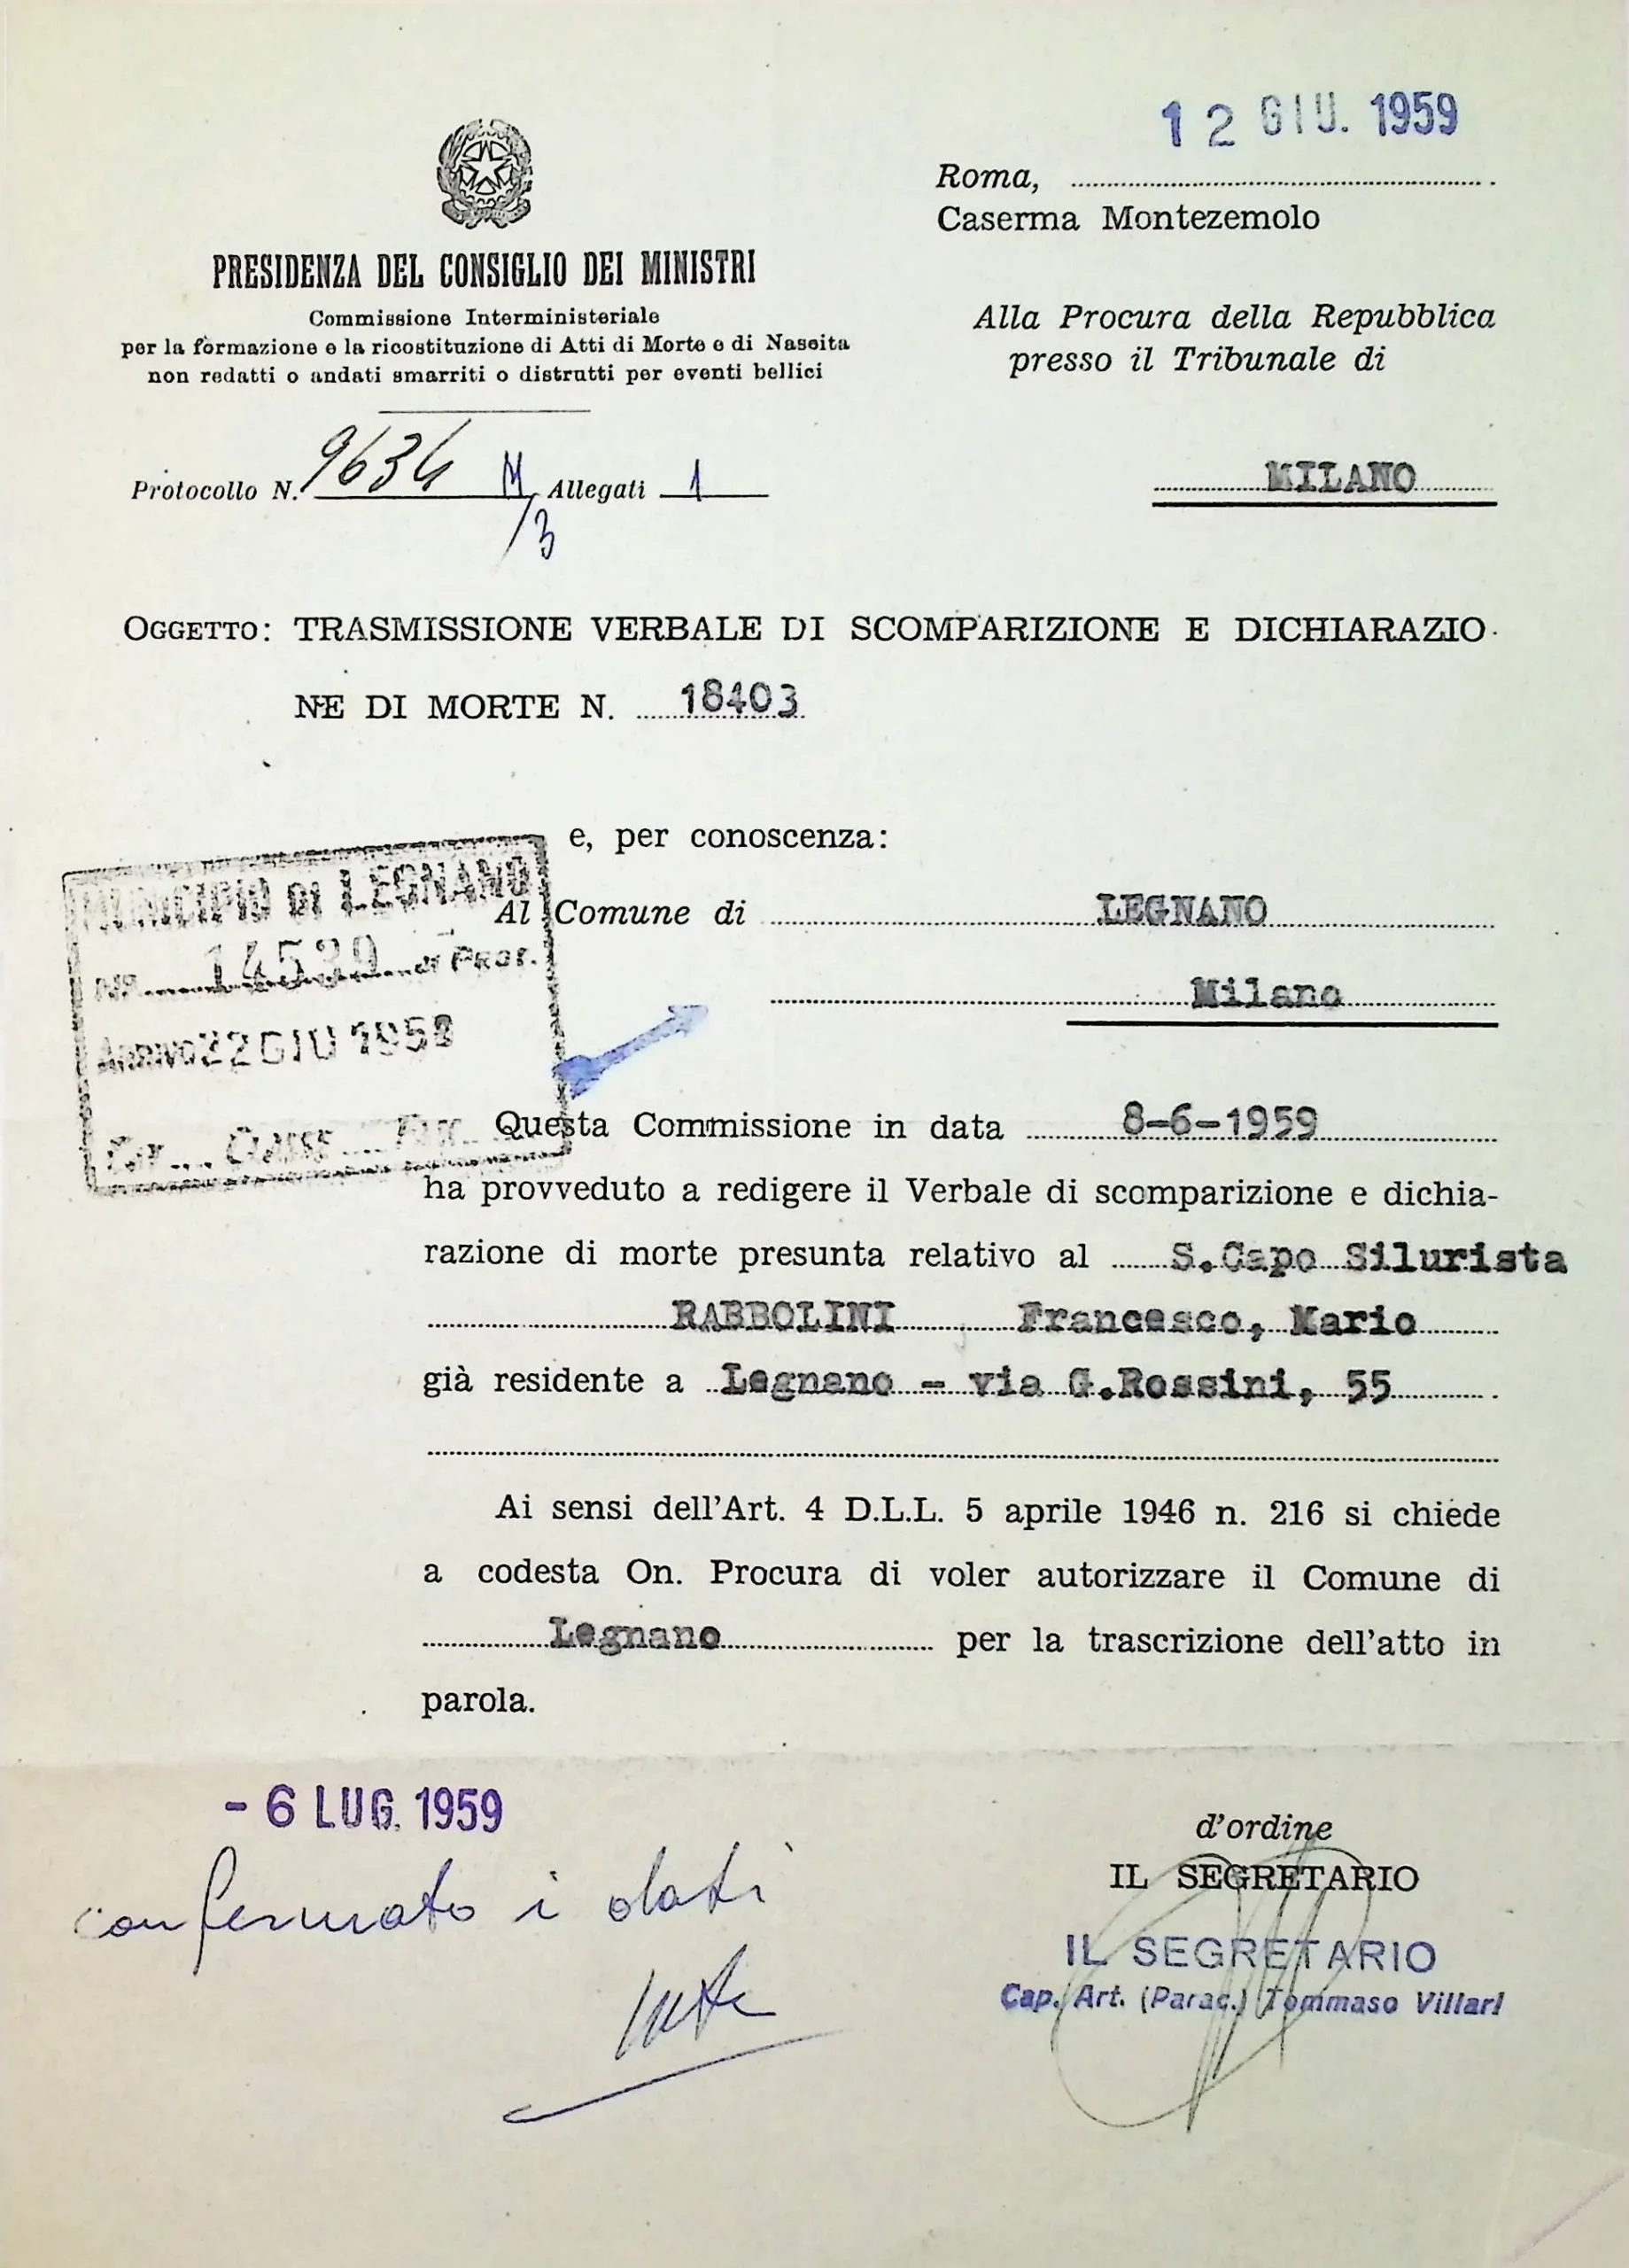 12 GIU. 1959
Roma,
Caserma Montezemolo
PRESIDENZA DEL CONSIGLIO DEI MINISTRI
Commissione Interministeriale
per la formazione e la ricostituzione di Atti di Morte e di Nascita
non redatti o andati smarriti o distrutti per eventi bellici
Alla Procura della Repubblica
presso il Tribunale di
MILANO
Protocollo N. 9634 M/3 Allegati 1
OGGETTO: TRASMISSIONE VERBALE DI SCOMPARIZIONE E DICHIARAZIO
NE DI MORTE N. 18403
e, per conoscenza:
MUNICIPIO DI LEGNANO
Nº 14539 di Prot.
ARRIVO 22 GIU 1959
Cat. Classe Fasc.
Al Comune di LEGNANO
Milano
Questa Commissione in data 8-6-1959
ha provveduto a redigere il Verbale di scomparizione e dichia-
razione di morte presunta relativo al S.Capo Silurista
RABBOLINI Francesco, Mario
già residente a Legnano - via G.Rossini, 55
Ai sensi dell'Art. 4 D.L.L. 5 aprile 1946 n. 216 si chiede
a codesta On. Procura di voler autorizzare il Comune di
Legnano per la trascrizione dell'atto in
parola.
- 6 LUG. 1959
confermato i dati
d'ordine
IL SEGRETARIO
IL SEGRETARIO
Cap. Art. (Parac.) Tommaso Villari